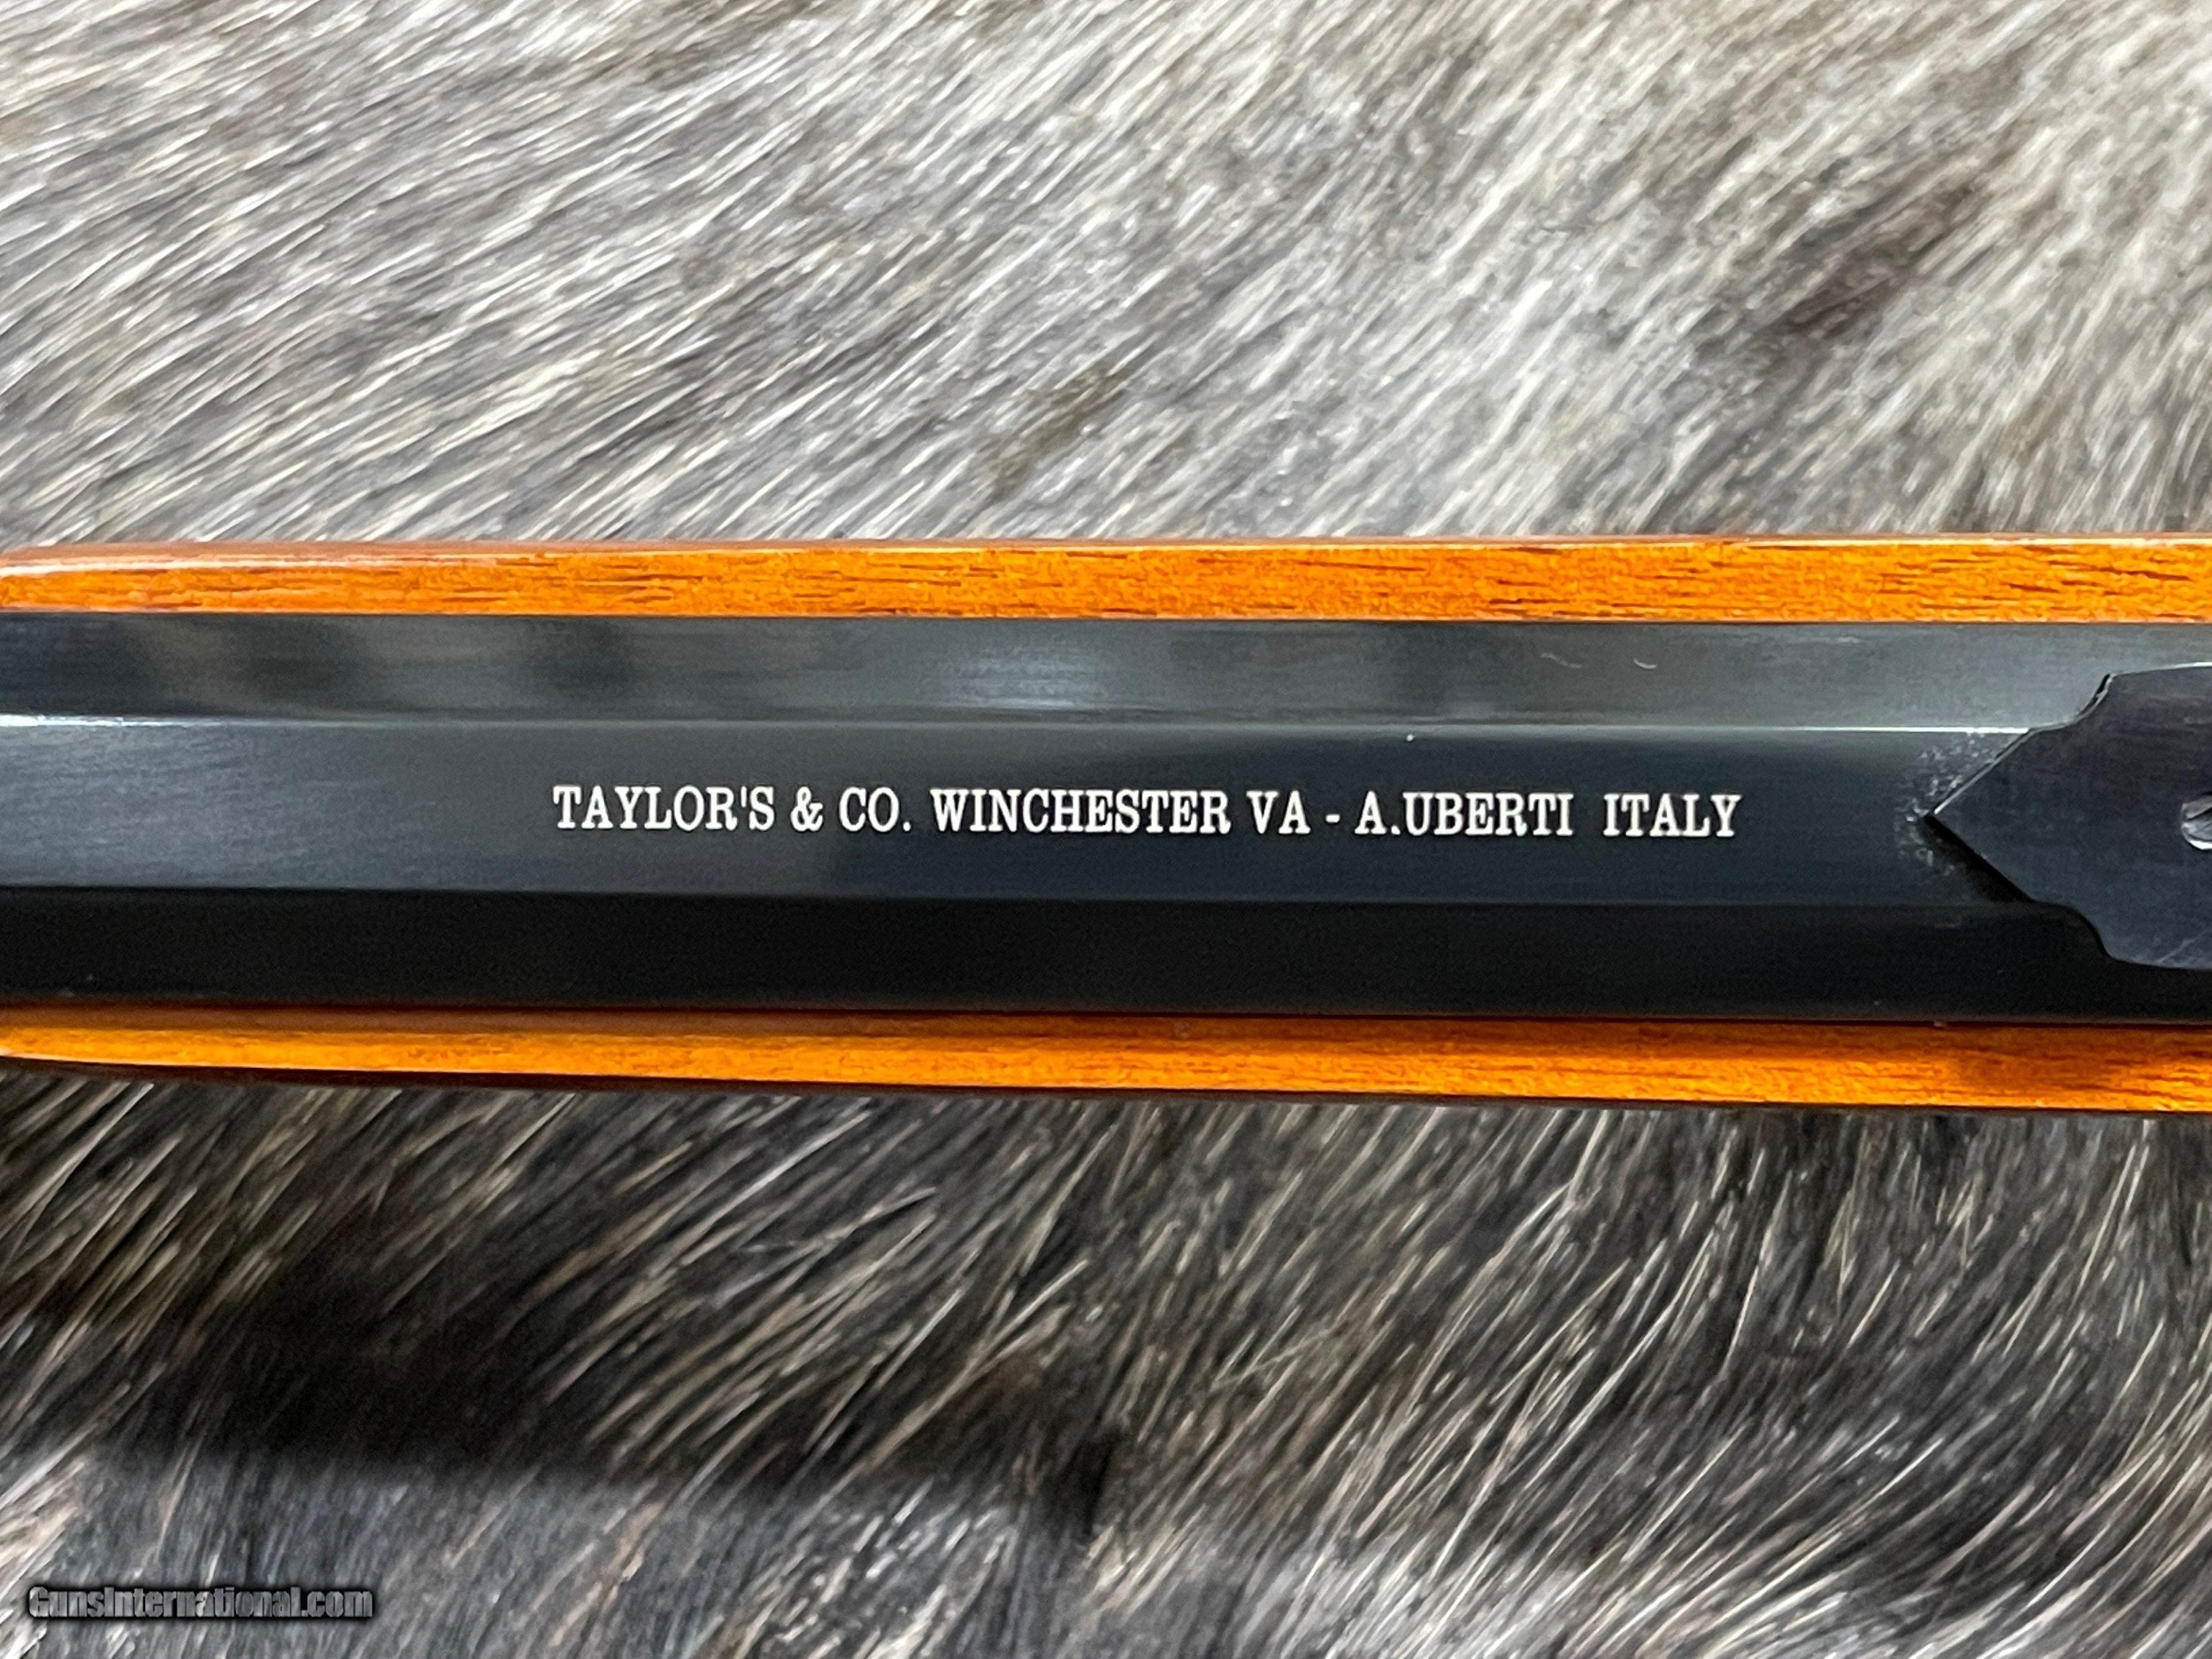 TAYLOR'S & CO. WINCHESTER VA - A.UBERTI ITALY
GunsInternational.com